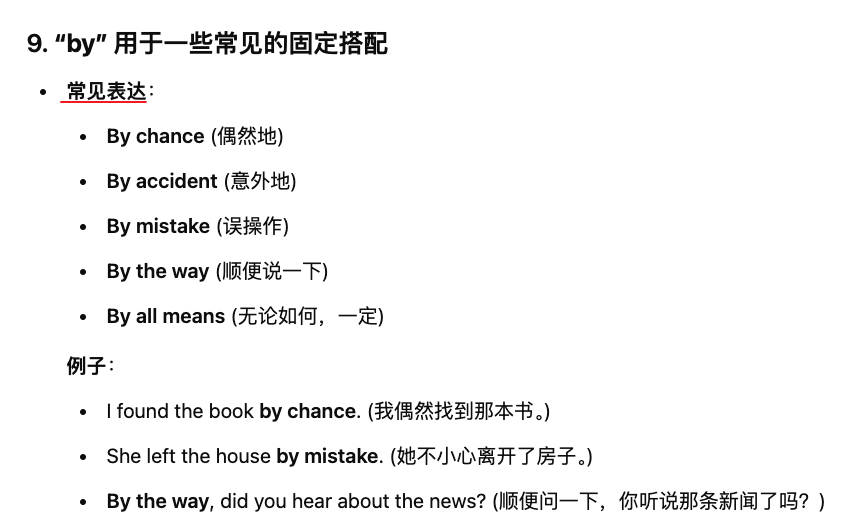 9. “by” 用于一些常见的固定搭配
• 常见表达：
• By chance (偶然地)
• By accident (意外地)
• By mistake (误操作)
• By the way (顺便说一下)
• By all means (无论如何，一定)
例子：
• I found the book by chance. (我偶然找到那本书。)
• She left the house by mistake. (她不小心离开了房子。)
• By the way, did you hear about the news? (顺便问一下，你听说那条新闻了吗？)